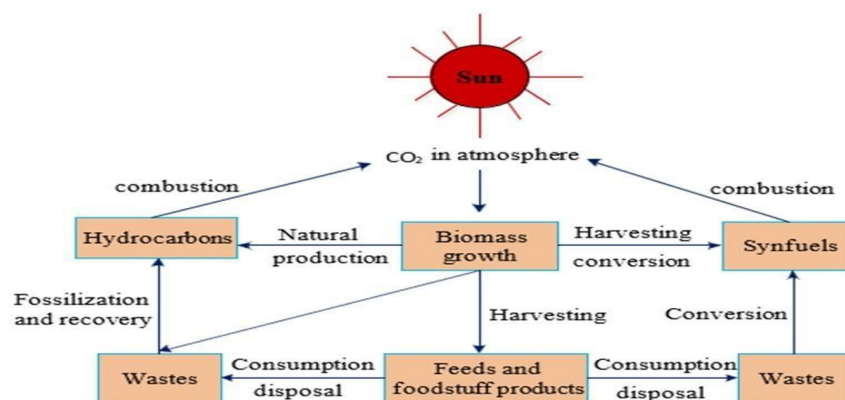 Sun
CO₂ in atmosphere
combustion
combustion
Hydrocarbons
Natural
production
Biomass
growth
Harvesting
conversion
Synfuels
Fossilization
and recovery
Harvesting
Conversion
Wastes
Consumption
disposal
Feeds and
foodstuff products
Consumption
disposal
Wastes